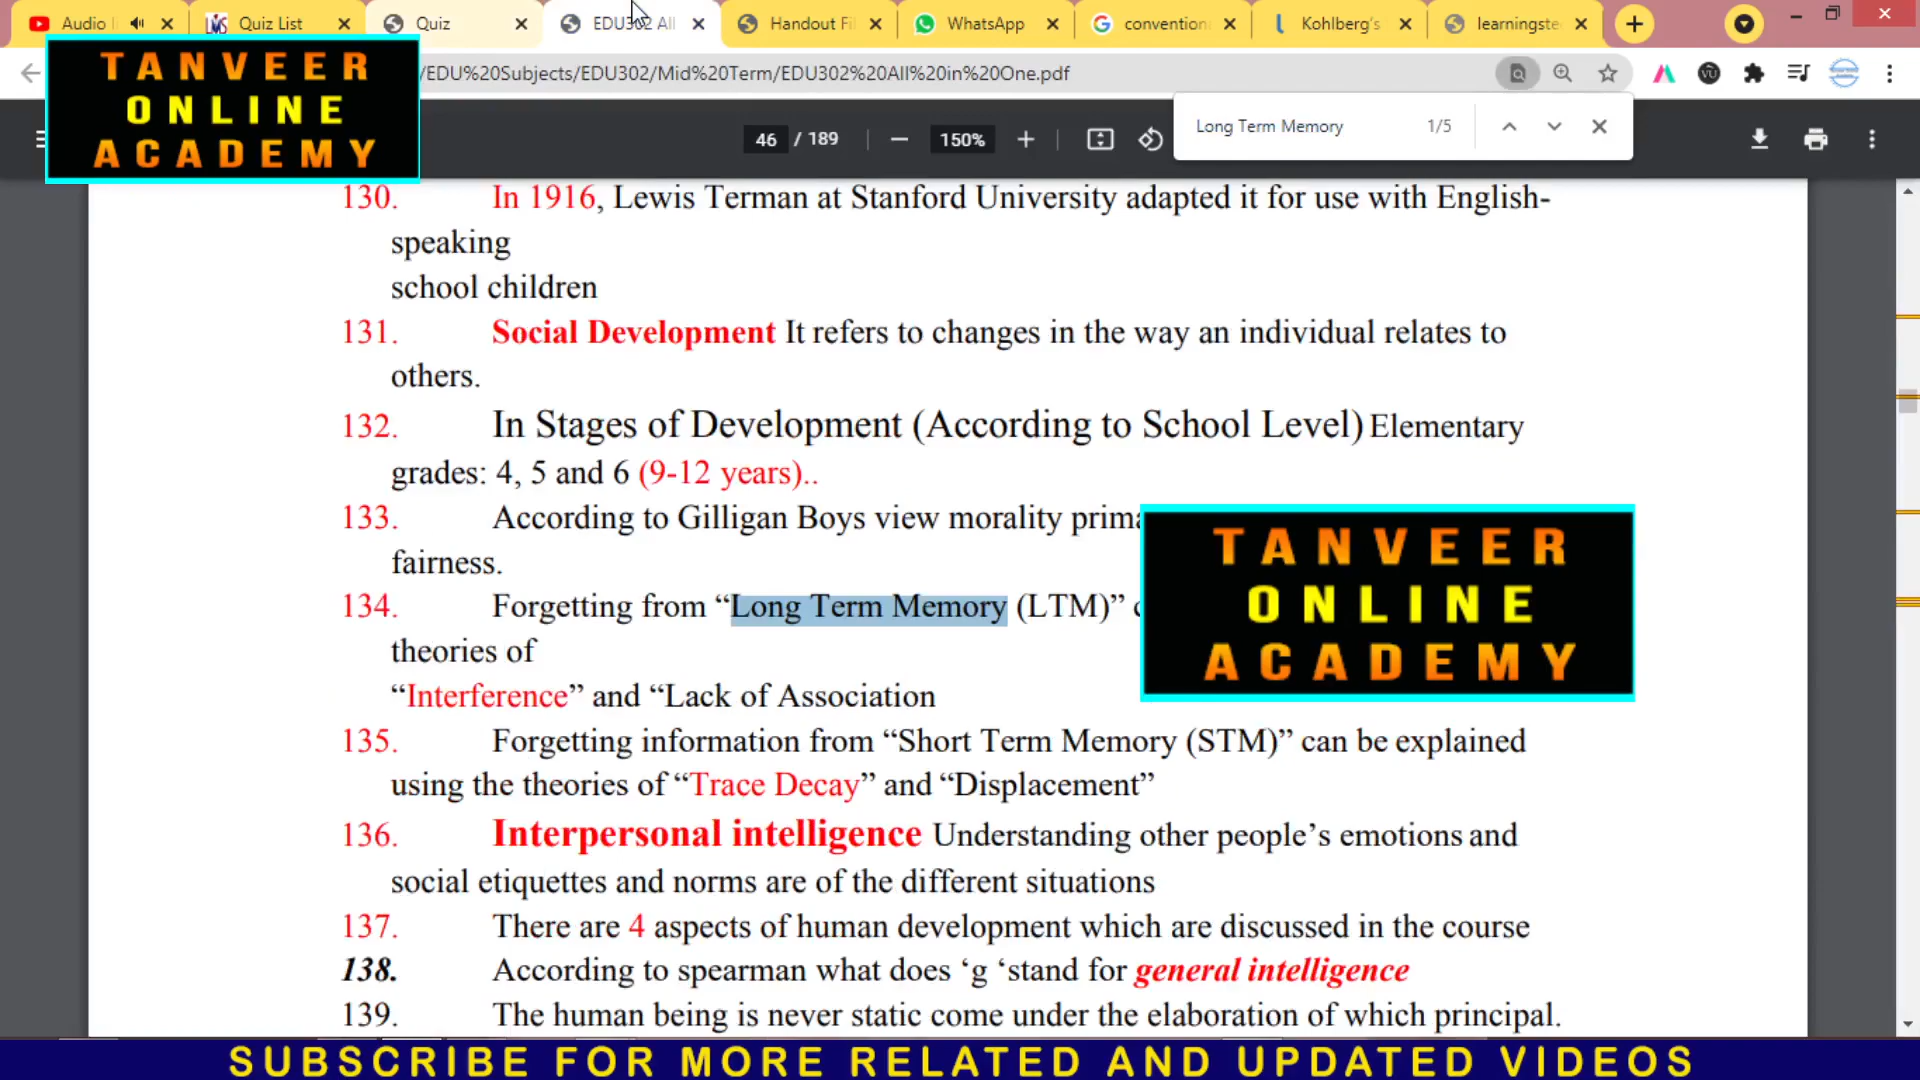 Audio
Quiz List
Quiz
EDU302 All
Handout Fi
WhatsApp
convention
Kohlberg's
learningste
/EDU%20Subjects/EDU302/Mid%20Term/EDU302%20All%20in%20One.pdf
TANVEER
ONLINE
ACADEMY
46 / 189
150%
Long Term Memory 1/5
130. In 1916, Lewis Terman at Stanford University adapted it for use with English-
speaking
school children
131. Social Development It refers to changes in the way an individual relates to
others.
132. In Stages of Development (According to School Level) Elementary
grades: 4, 5 and 6 (9-12 years)..
133. According to Gilligan Boys view morality
fairness.
134. Forgetting from “Long Term Memory (LTM)”
theories of
“Interference” and “Lack of Association
TANVEER
ONLINE
ACADEMY
135. Forgetting information from “Short Term Memory (STM)” can be explained
using the theories of “Trace Decay” and “Displacement”
136. Interpersonal intelligence Understanding other people’s emotions and
social etiquettes and norms are of the different situations
137. There are 4 aspects of human development which are discussed in the course
138. According to spearman what does ‘g ‘stand for general intelligence
139. The human being is never static come under the elaboration of which principal.
SUBSCRIBE FOR MORE RELATED AND UPDATED VIDEOS